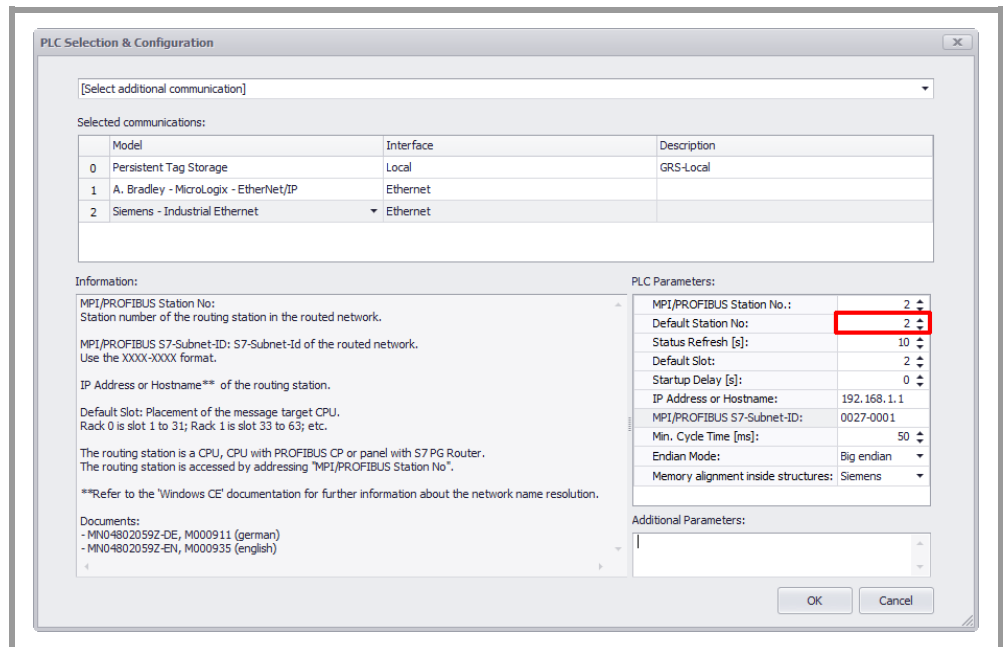 PLC Selection & Configuration
[Select additional communication]
Selected communications:
Model Interface Description
0 Persistent Tag Storage Local GRS-Local
1 A. Bradley - MicroLogix - EtherNet/IP Ethernet
2 Siemens - Industrial Ethernet Ethernet
Information:
MPI/PROFIBUS Station No:
Station number of the routing station in the routed network.
MPI/PROFIBUS S7-Subnet-ID: S7-Subnet-Id of the routed network.
Use the XXXX-XXXX format.
IP Address or Hostname** of the routing station.
Default Slot: Placement of the message target CPU.
Rack 0 is slot 1 to 31; Rack 1 is slot 33 to 63; etc.
The routing station is a CPU, CPU with PROFIBUS CP or panel with S7 PG Router.
The routing station is accessed by addressing "MPI/PROFIBUS Station No".
**Refer to the 'Windows CE' documentation for further information about the network name resolution.
Documents:
- MN04802059Z-DE, M000911 (german)
- MN04802059Z-EN, M000935 (english)
PLC Parameters:
MPI/PROFIBUS Station No.: 2
Default Station No: 2
Status Refresh [s]: 10
Default Slot: 2
Startup Delay [s]: 0
IP Address or Hostname: 192.168.1.1
MPI/PROFIBUS S7-Subnet-ID: 0027-0001
Min. Cycle Time [ms]: 50
Endian Mode: Big endian
Memory alignment inside structures: Siemens
Additional Parameters:
OK Cancel